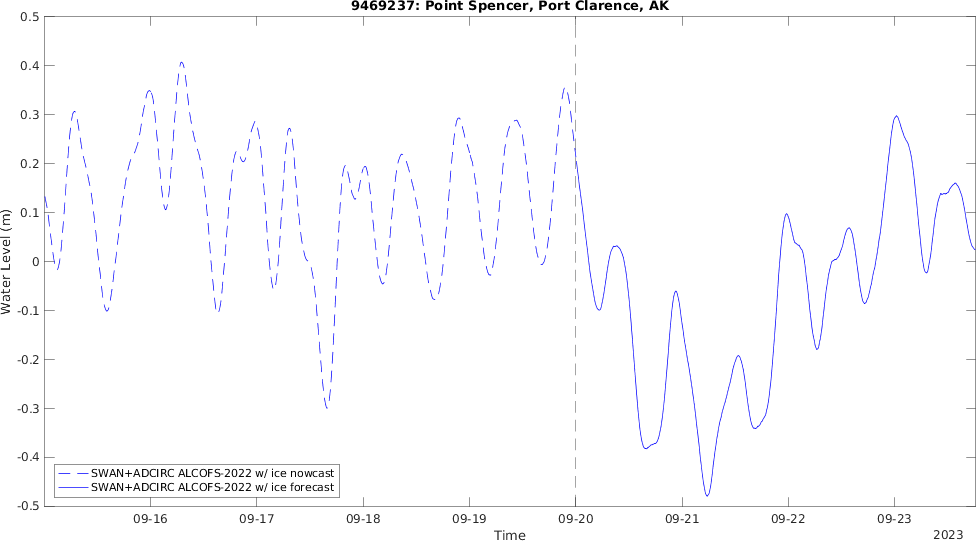 9469237: Point Spencer, Port Clarence, AK
0.5
0.4
0.3
0.2
0.1
0
-0.1
-0.2
-0.3
-0.4
-0.5
Water Level (m)
SWAN+ADCIRC ALCOFS-2022 w/ ice nowcast
SWAN+ADCIRC ALCOFS-2022 w/ ice forecast
09-16 09-17 09-18 09-19 09-20 09-21 09-22 09-23
Time
2023